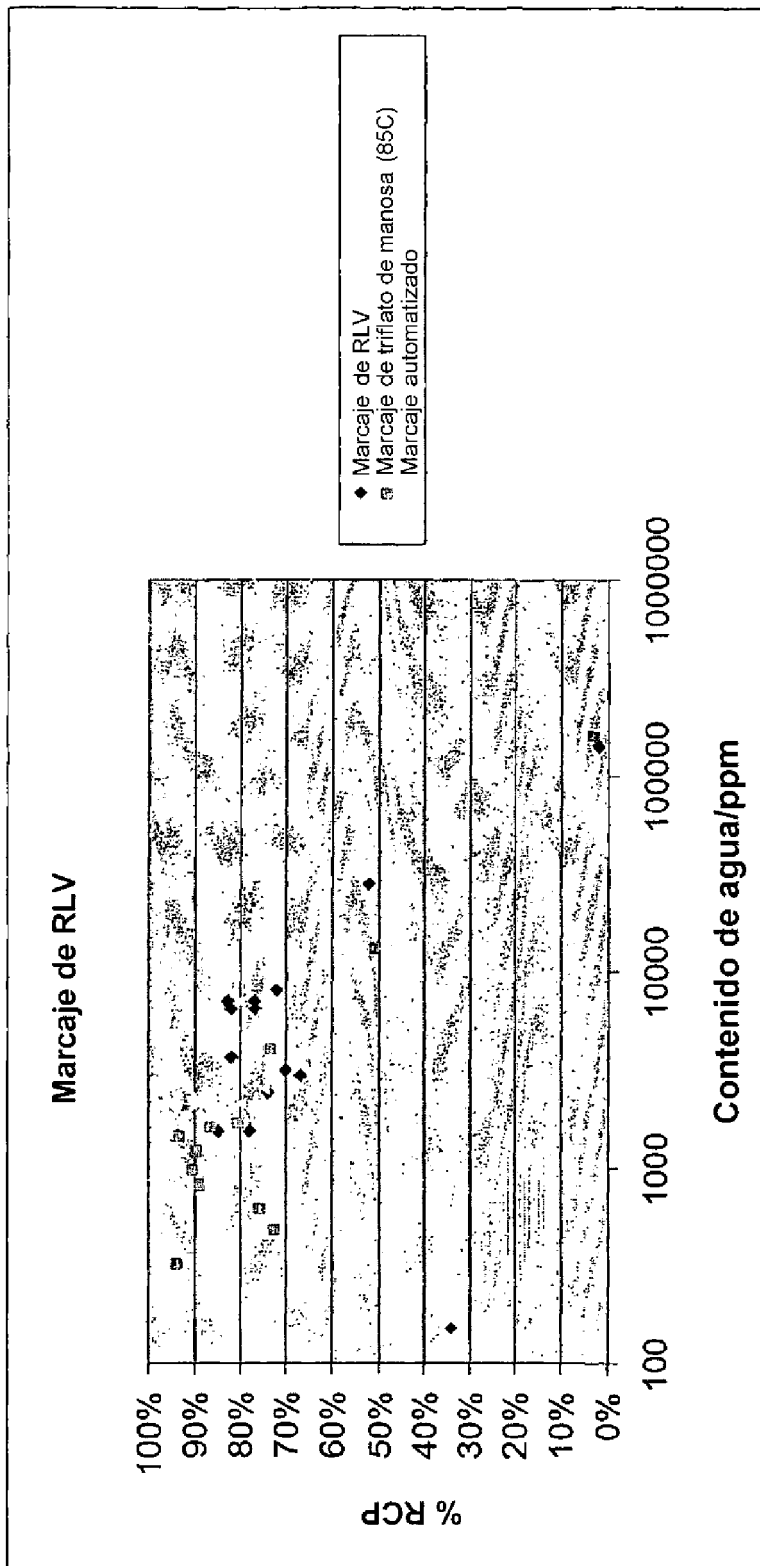 Marcaje de RLV
100%
90%
80%
70%
60%
50%
40%
30%
20%
10%
0%
% RCP
100
1000
10000
100000
1000000
Contenido de agua/ppm
Marcaje de RLV
Marcaje de triflato de manosa (85C)
Marcaje automatizado